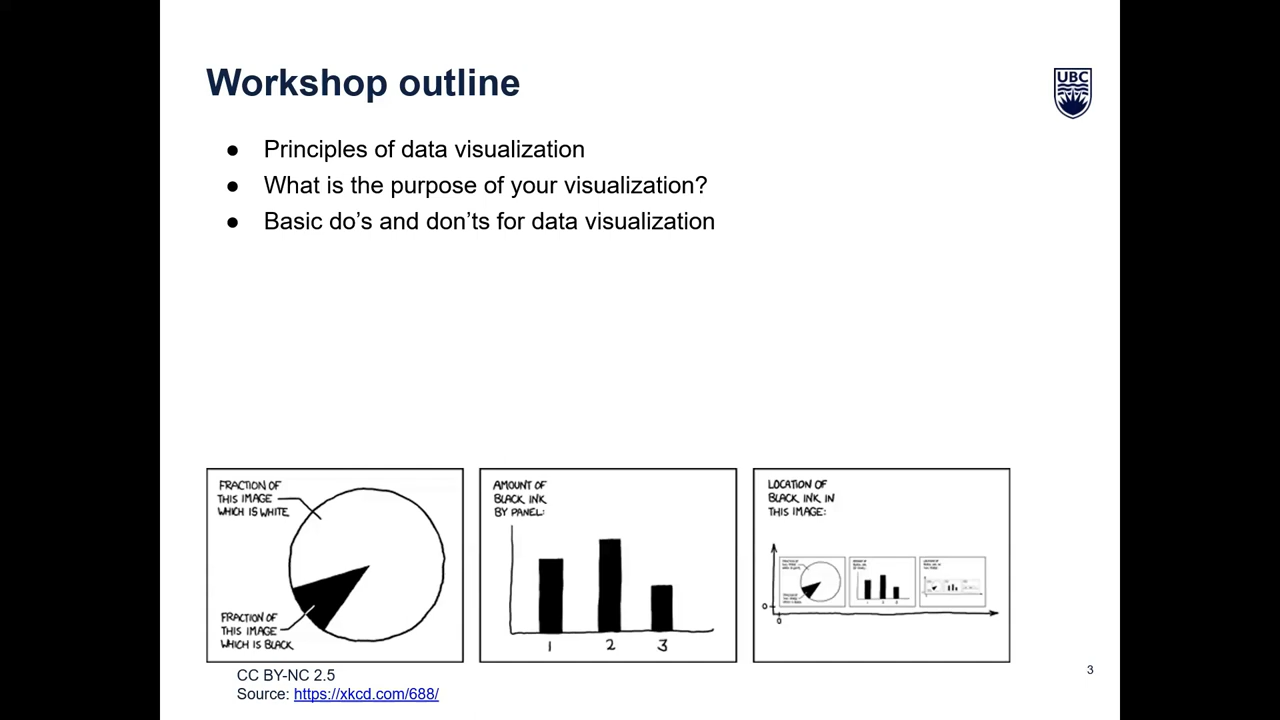 Workshop outline
UBC
● Principles of data visualization
● What is the purpose of your visualization?
● Basic do’s and don’ts for data visualization
FRACTION OF
THIS IMAGE
WHICH IS WHITE
FRACTION OF
THIS IMAGE
WHICH IS BLACK
AMOUNT OF
BLACK INK
BY PANEL:
1 2 3
LOCATION OF
BLACK INK IN
THIS IMAGE:
0
0
CC BY-NC 2.5
Source: https://xkcd.com/688/
3